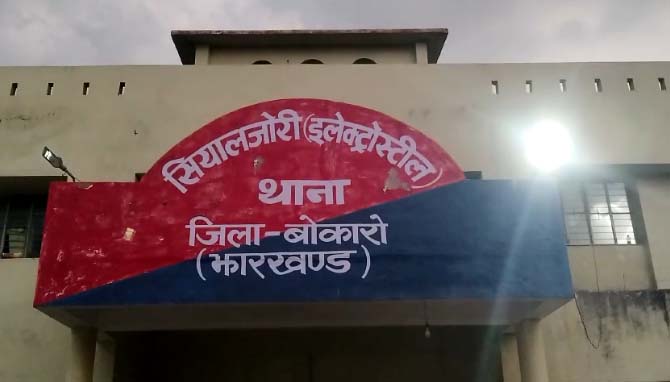 सियालजोरी (इलेक्ट्रोस्टील)
थाना
जिला-बोकारो
(झारखण्ड)